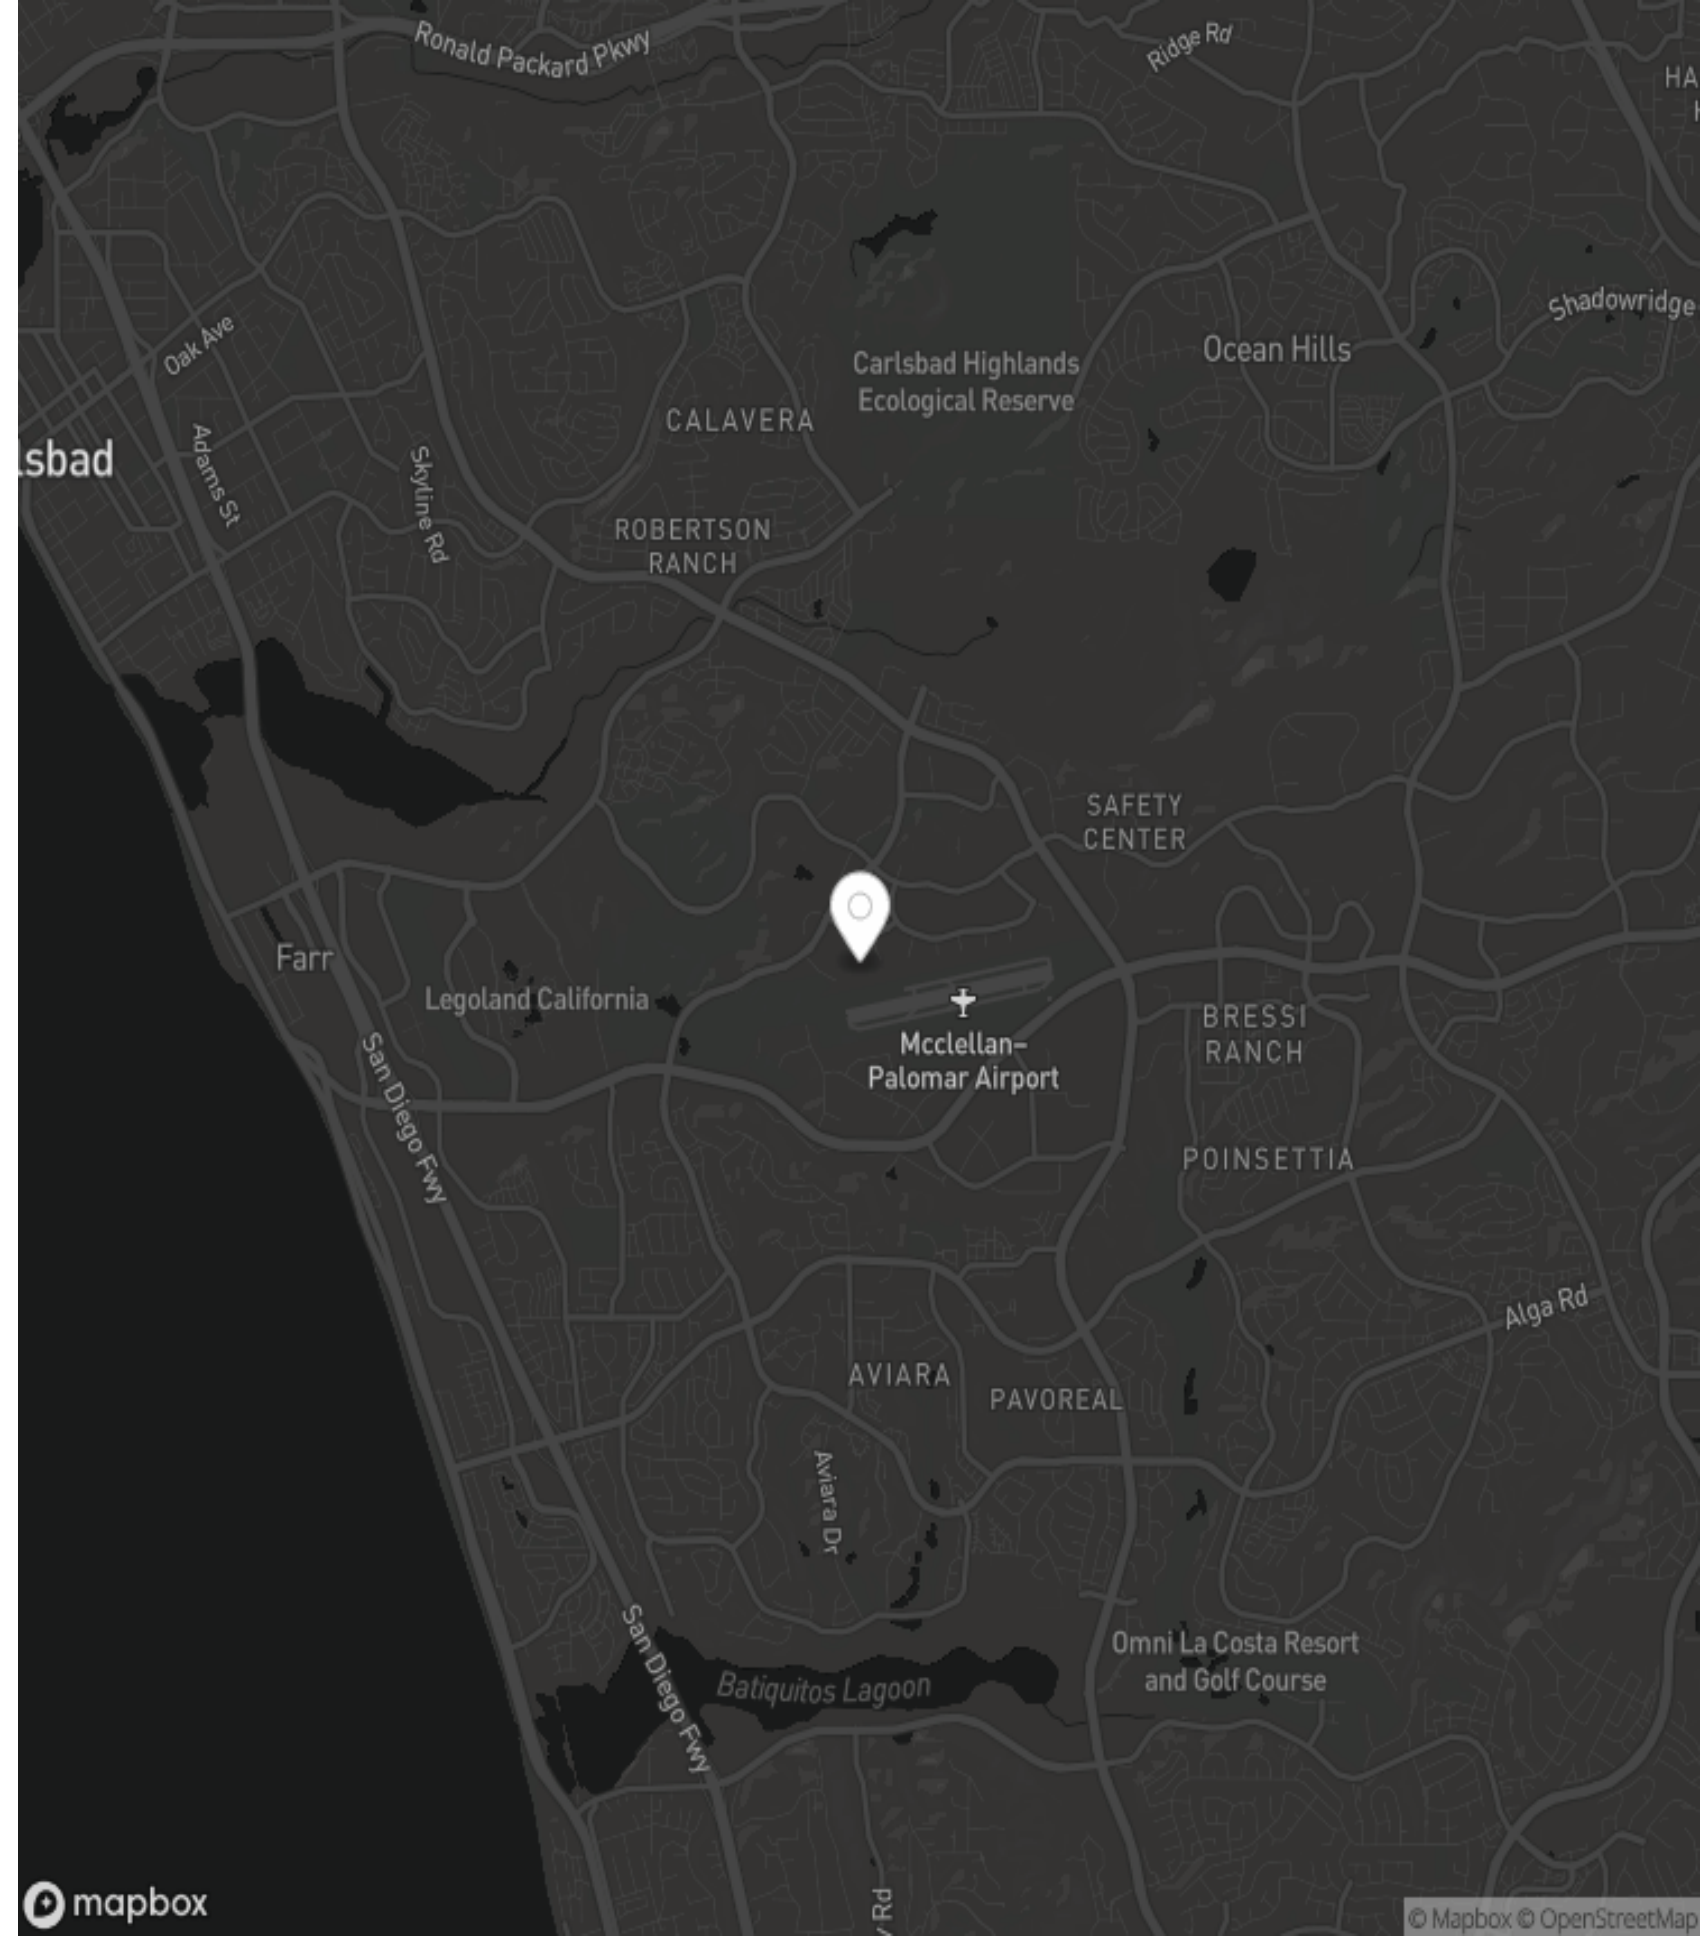 Ronald Packard Pkwy
Ridge Rd
HA
Shadowridge
Oak Ave
Ocean Hills
Carlsbad Highlands
Ecological Reserve
CALAVERA
lsbad
Adams St
Skyline Rd
ROBERTSON
RANCH
SAFETY
CENTER
Farr
Legoland California
BRESSI
RANCH
Mcclellan–
Palomar Airport
San Diego Fwy
POINSETTIA
Alga Rd
AVIARA
PAVOREAL
Aviara Dr
San Diego Fwy
Omni La Costa Resort
and Golf Course
Batiquitos Lagoon
Rd
mapbox
© Mapbox © OpenStreetMap